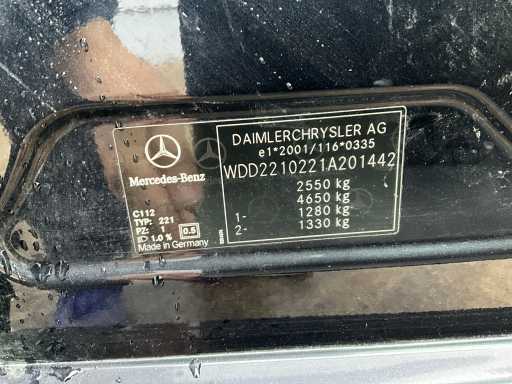 DAIMLERCHRYSLER AG
e1*2001/116*0335
WDD2210221A201442
2550 kg
4650 kg
1- 1280 kg
2- 1330 kg
Mercedes-Benz
C112
TYP: 221
PZ: 1 0.5
1.0 %
Made in Germany